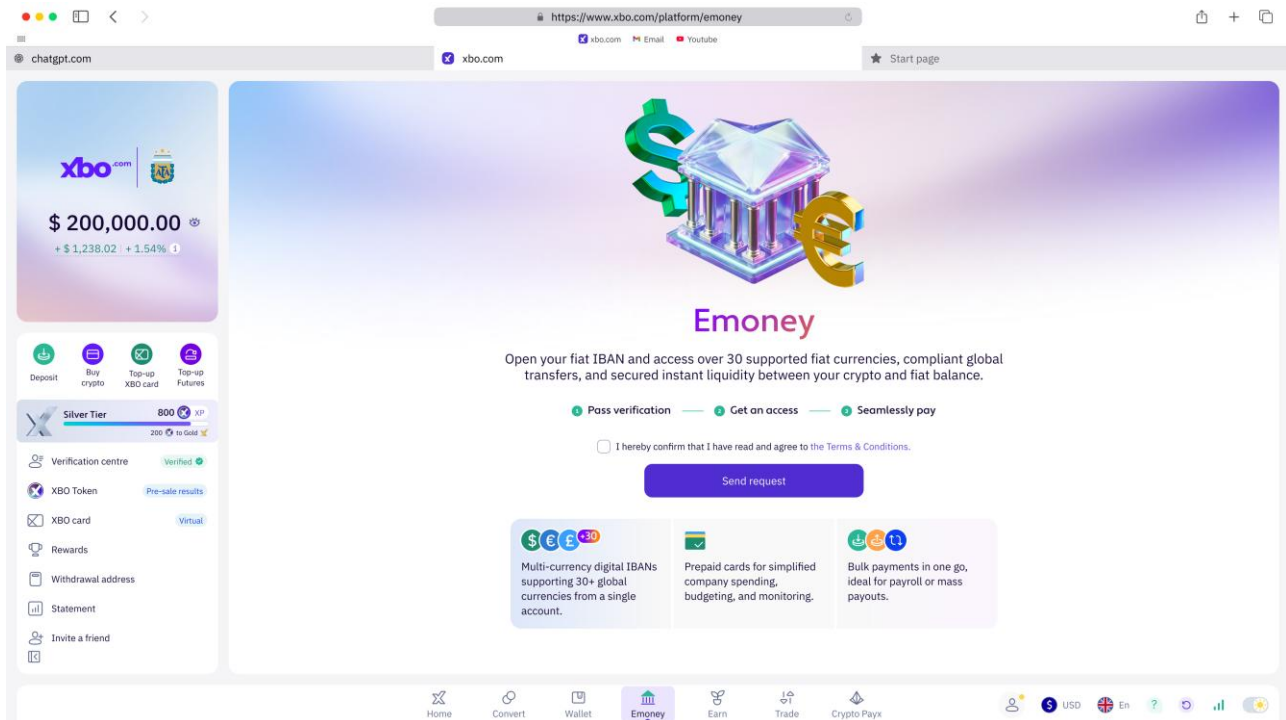 https://www.xbo.com/platform/emoney
xbo.com Email Youtube
chatgpt.com
xbo.com
Start page
xbo.com
AFA
$ 200,000.00
+ $ 1,238.02 | + 1.54%
Deposit
Buy crypto
Top-up XBO card
Top-up Futures
Silver Tier 800 XP
200 to Gold
Verification centre Verified
XBO Token Pre-sale results
XBO card Virtual
Rewards
Withdrawal address
Statement
Invite a friend
Emoney
Open your fiat IBAN and access over 30 supported fiat currencies, compliant global
transfers, and secured instant liquidity between your crypto and fiat balance.
1 Pass verification 2 Get an access 3 Seamlessly pay
I hereby confirm that I have read and agree to the Terms & Conditions.
Send request
$ € £ +30
Multi-currency digital IBANs
supporting 30+ global
currencies from a single
account.
Prepaid cards for simplified
company spending,
budgeting, and monitoring.
Bulk payments in one go,
ideal for payroll or mass
payouts.
Home Convert Wallet Emoney Earn Trade Crypto Payx
$ USD En ?